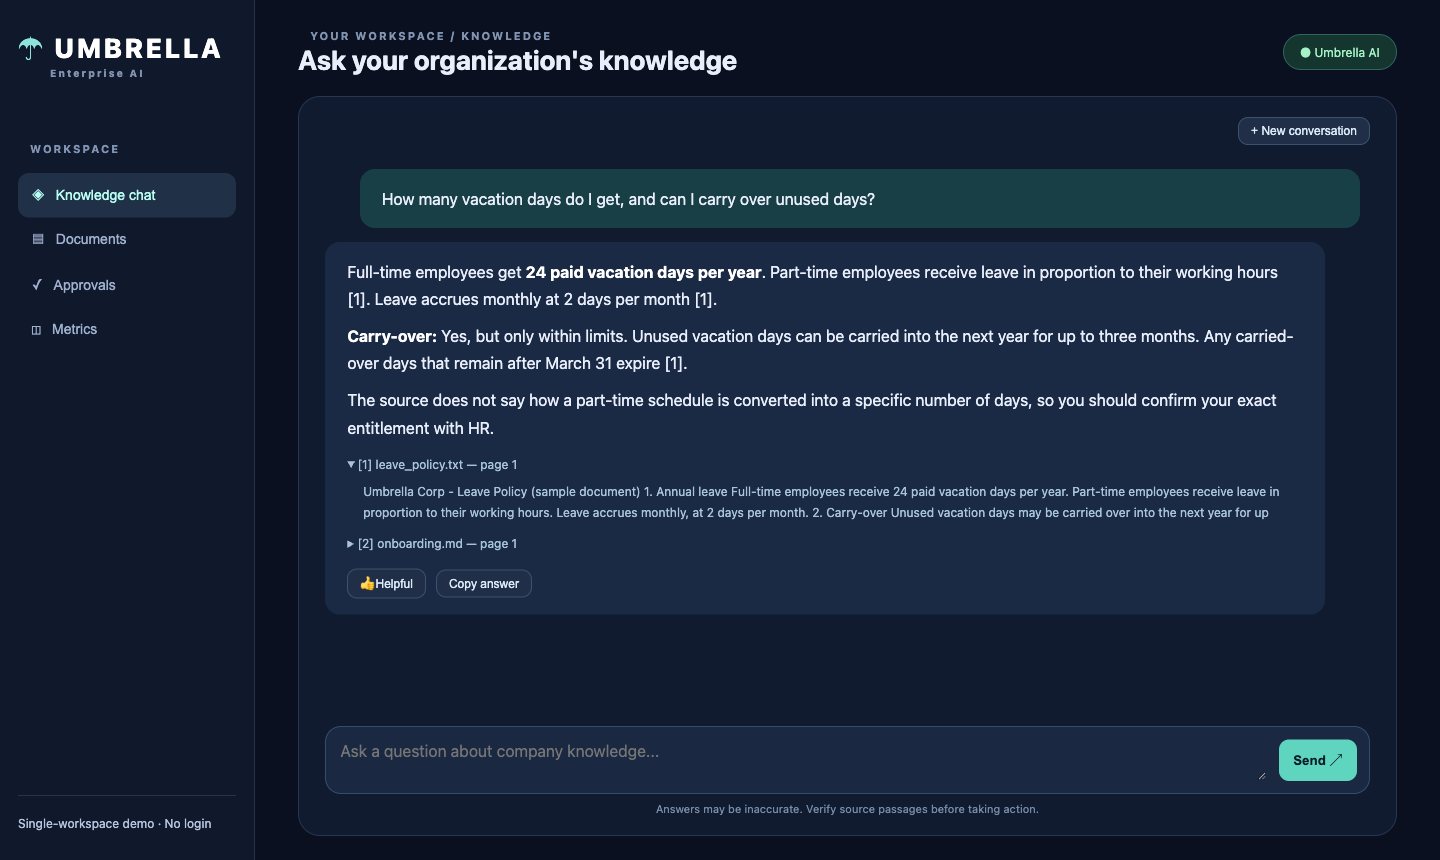 UMBRELLA
Enterprise AI
WORKSPACE
Knowledge chat
Documents
Approvals
Metrics
Single-workspace demo · No login
YOUR WORKSPACE / KNOWLEDGE
Ask your organization's knowledge
Umbrella AI
+ New conversation
How many vacation days do I get, and can I carry over unused days?
Full-time employees get 24 paid vacation days per year. Part-time employees receive leave in proportion to their working hours
[1]. Leave accrues monthly at 2 days per month [1].
Carry-over: Yes, but only within limits. Unused vacation days can be carried into the next year for up to three months. Any carried-
over days that remain after March 31 expire [1].
The source does not say how a part-time schedule is converted into a specific number of days, so you should confirm your exact
entitlement with HR.
[1] leave_policy.txt — page 1
Umbrella Corp - Leave Policy (sample document) 1. Annual leave Full-time employees receive 24 paid vacation days per year. Part-time employees receive leave in
proportion to their working hours. Leave accrues monthly, at 2 days per month. 2. Carry-over Unused vacation days may be carried over into the next year for up
[2] onboarding.md — page 1
👍Helpful
Copy answer
Ask a question about company knowledge...
Send ↗
Answers may be inaccurate. Verify source passages before taking action.